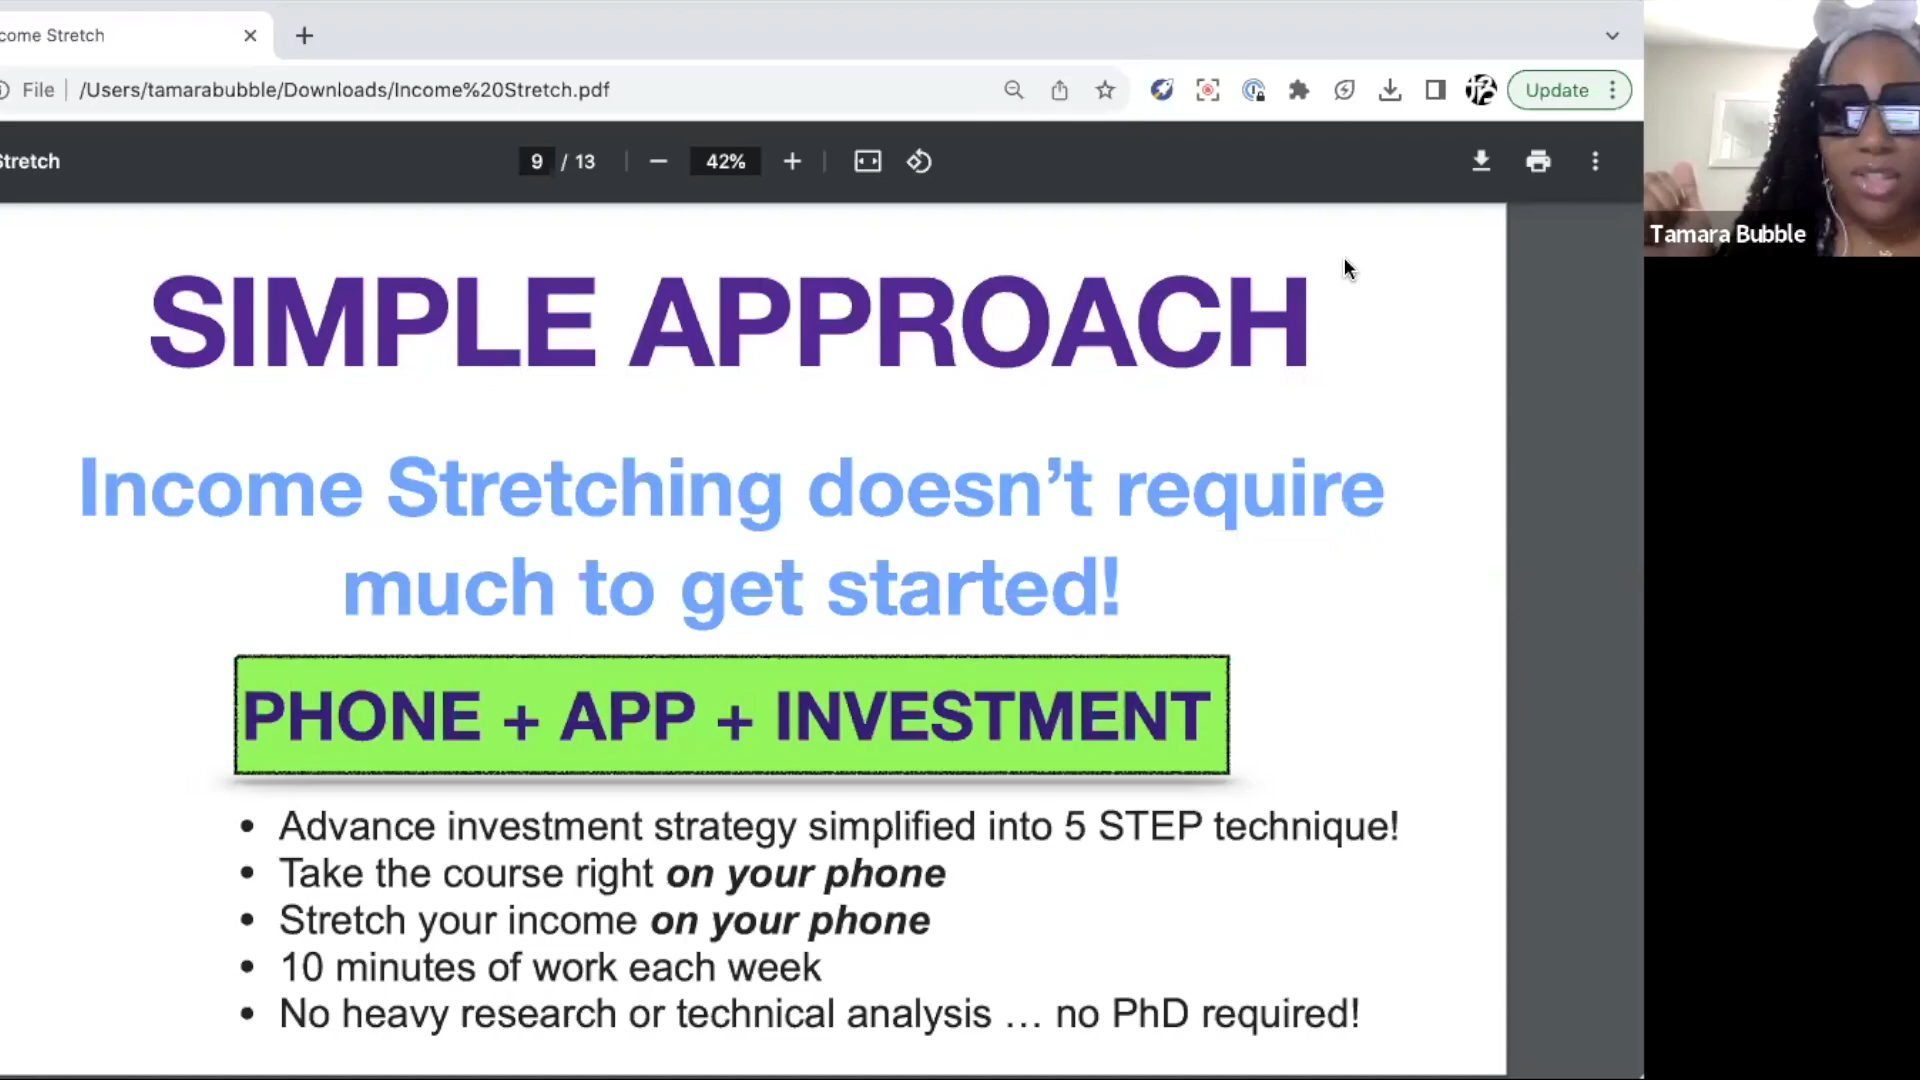 come Stretch
File
/Users/tamarabubble/Downloads/Income%20Stretch.pdf
Update
Stretch
9 / 13
42%
Tamara Bubble
SIMPLE APPROACH
Income Stretching doesn’t require
much to get started!
PHONE + APP + INVESTMENT
• Advance investment strategy simplified into 5 STEP technique!
• Take the course right on your phone
• Stretch your income on your phone
• 10 minutes of work each week
• No heavy research or technical analysis … no PhD required!